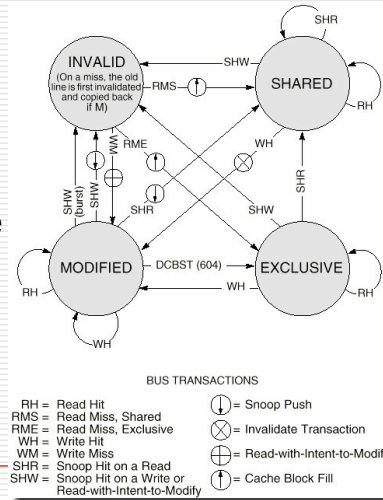 SHR
INVALID
(On a miss, the old
line is first invalidated
and copied back
if M)
SHW
RMS
SHARED
RH
WM
RME
WH
SHW
(burst)
SHW
SHR
SHW
SHR
MODIFIED
DCBST (604)
EXCLUSIVE
WH
RH
RH
WH
BUS TRANSACTIONS
RH = Read Hit
RMS = Read Miss, Shared
RME = Read Miss, Exclusive
WH = Write Hit
WM = Write Miss
SHR = Snoop Hit on a Read
SHW = Snoop Hit on a Write or
Read-with-Intent-to-Modify
= Snoop Push
= Invalidate Transaction
= Read-with-Intent-to-Modif
= Cache Block Fill